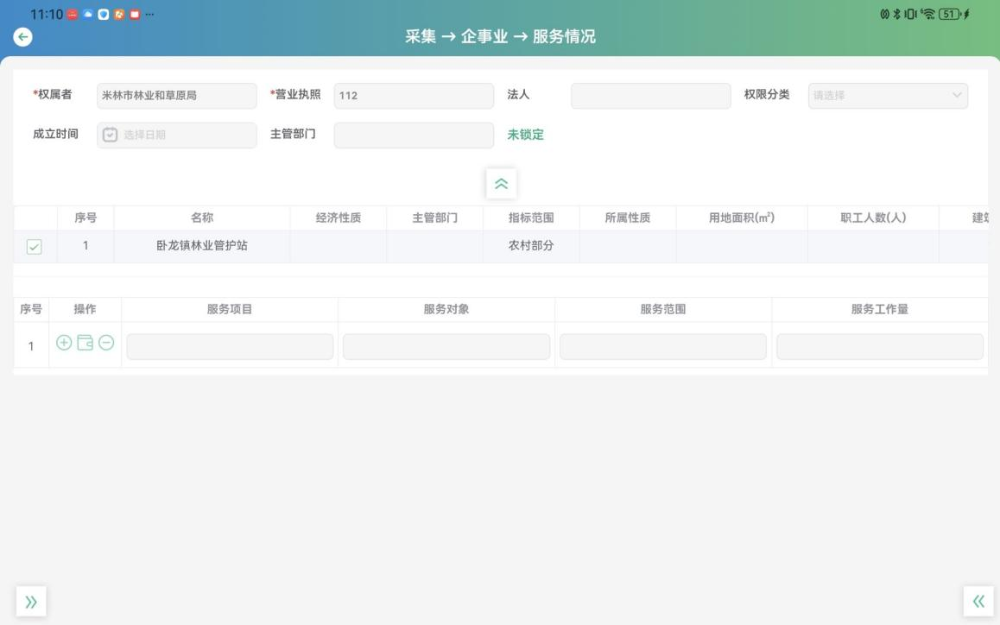 11:10 51
采集 → 企事业 → 服务情况
*权属者 米林市林业和草原局 *营业执照 112 法人 权限分类 请选择
成立时间 选择日期 主管部门 未锁定
序号 名称 经济性质 主管部门 指标范围 所属性质 用地面积(㎡) 职工人数(人)
1 卧龙镇林业管护站 农村部分
序号 操作 服务项目 服务对象 服务范围 服务工作量
1